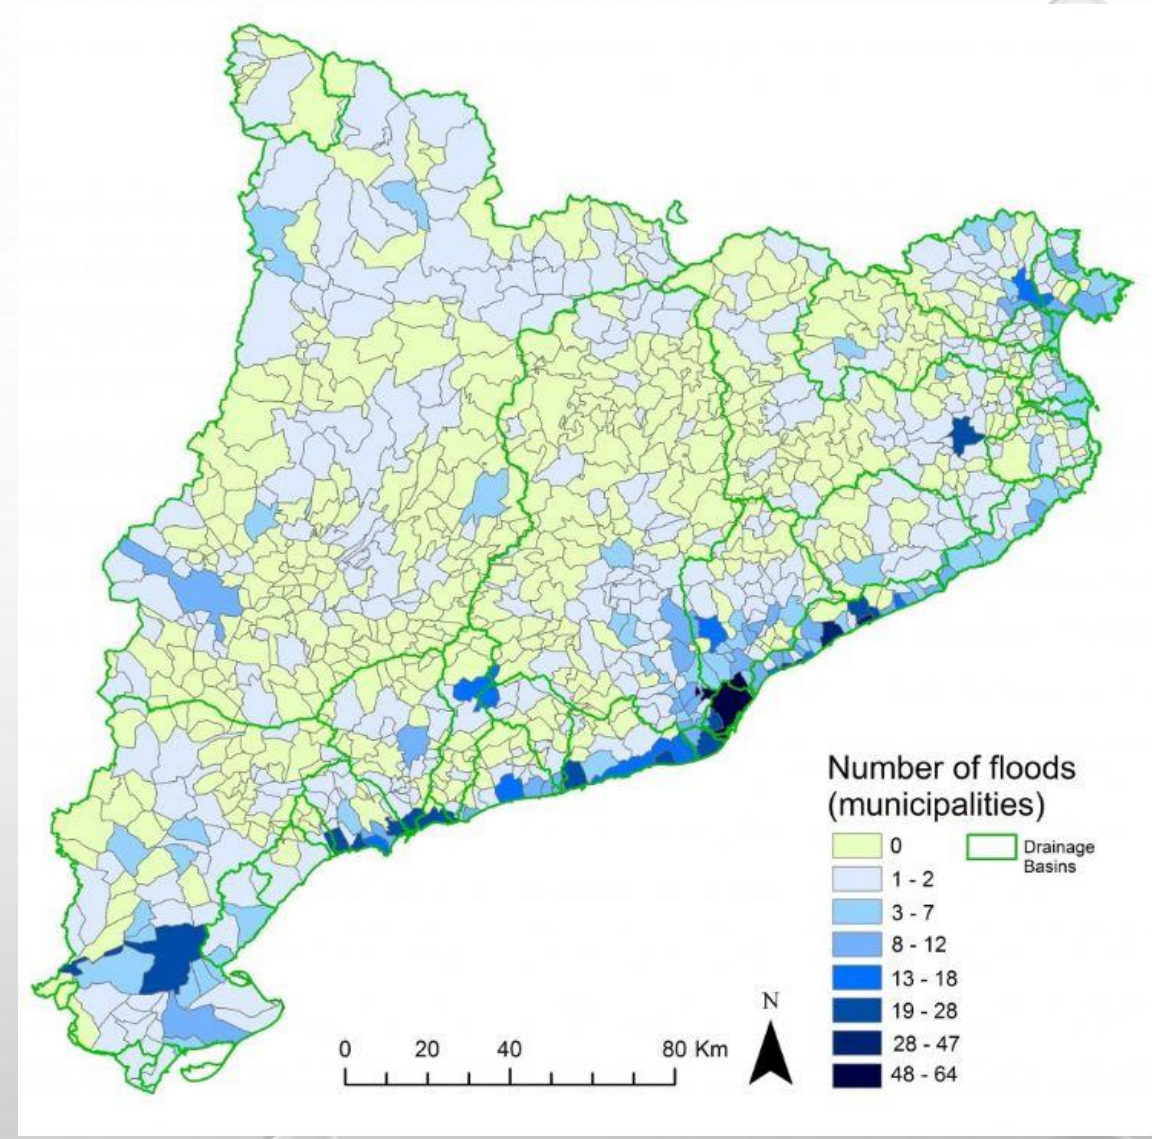 Number of floods
(municipalities)
0
Drainage
Basins
1 - 2
3 - 7
8 - 12
13 - 18
19 - 28
28 - 47
48 - 64
N
0 20 40 80 Km